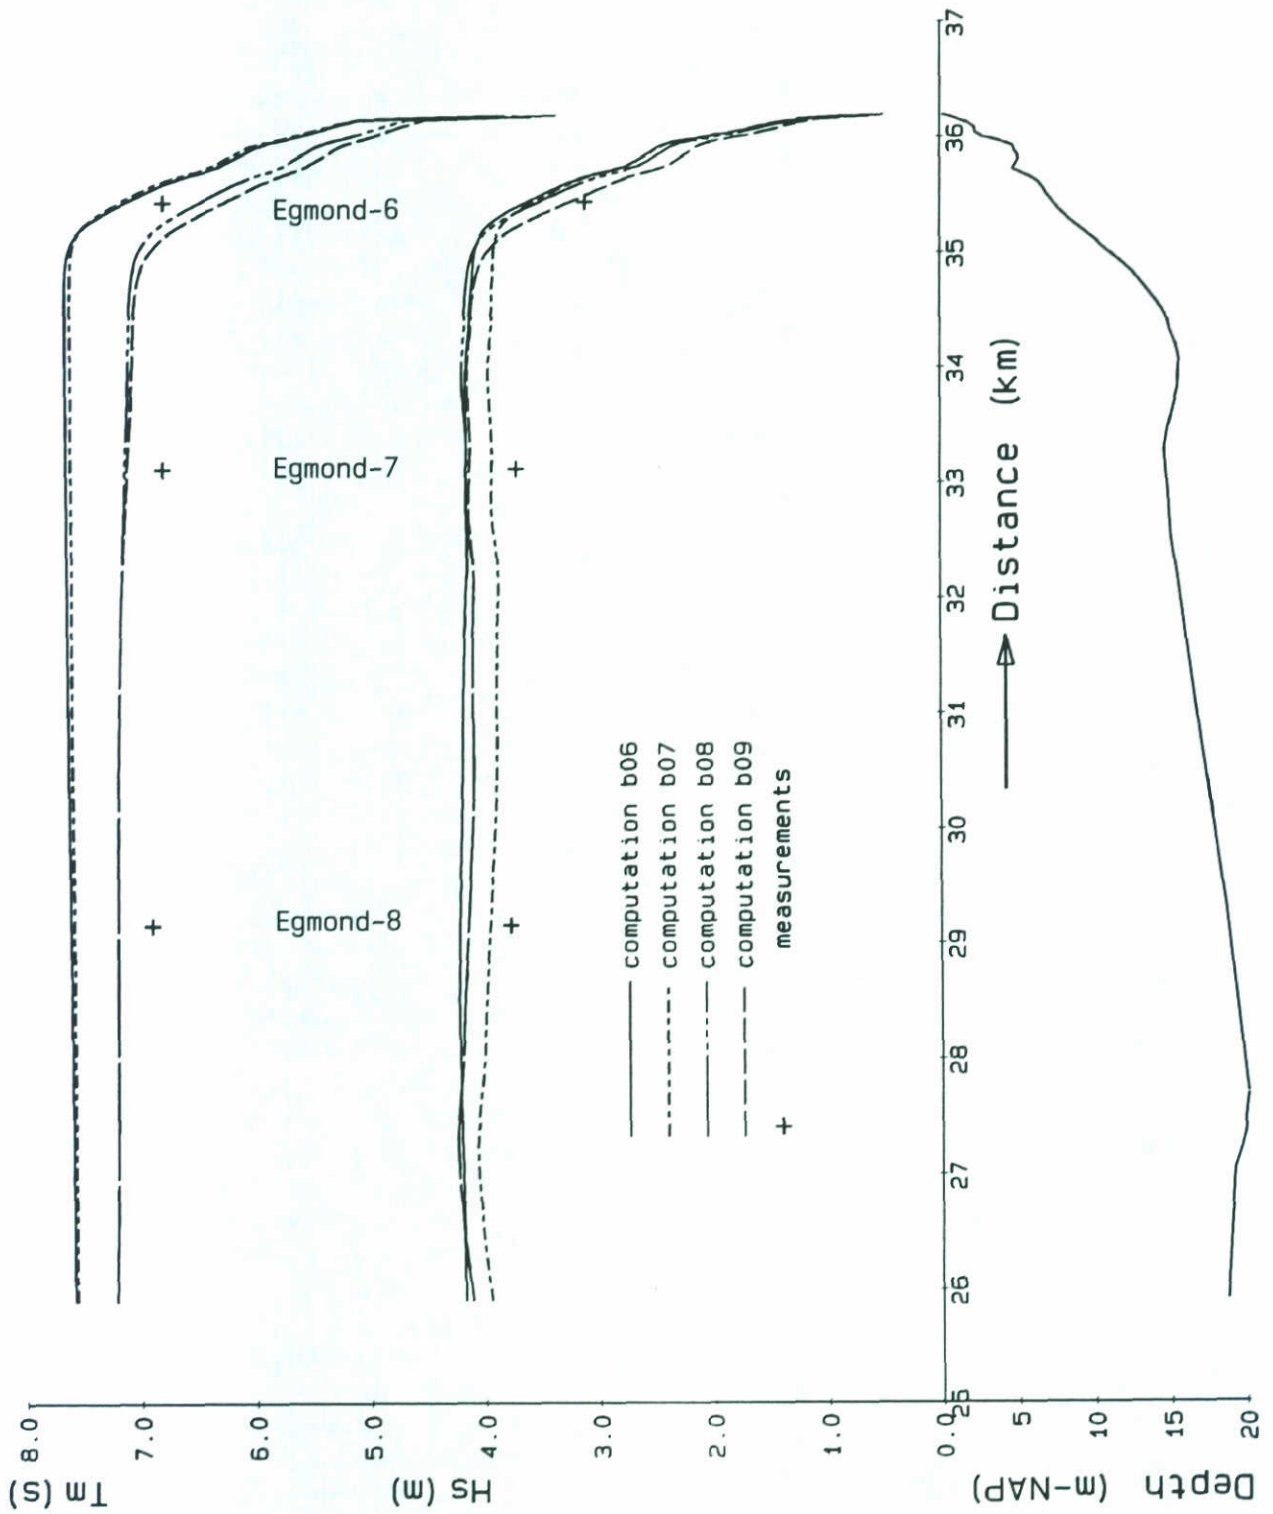 Tm (s)
8.0
7.0
6.0
5.0
Hs (m)
4.0
3.0
2.0
1.0
0.0
Depth
(m-NAP)
5
10
15
20
Egmond-8
Egmond-7
Egmond-6
computation b06
computation b07
computation b08
computation b09
+ measurements
25
26
27
28
29
30
31
32
33
34
35
36
37
Distance (km)